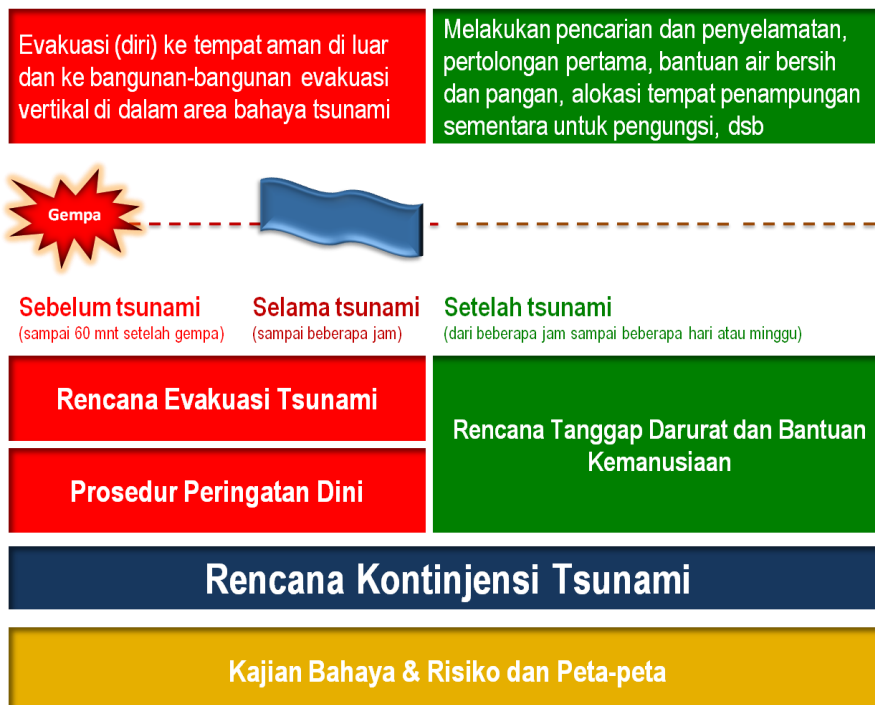 Evakuasi (diri) ke tempat aman di luar
dan ke bangunan-bangunan evakuasi
vertikal di dalam area bahaya tsunami
Melakukan pencarian dan penyelamatan,
pertolongan pertama, bantuan air bersih
dan pangan, alokasi tempat penampungan
sementara untuk pengungsi, dsb
Gempa
Sebelum tsunami
(sampai 60 mnt setelah gempa)
Selama tsunami
(sampai beberapa jam)
Setelah tsunami
(dari beberapa jam sampai beberapa hari atau minggu)
Rencana Evakuasi Tsunami
Prosedur Peringatan Dini
Rencana Tanggap Darurat dan Bantuan
Kemanusiaan
Rencana Kontinjensi Tsunami
Kajian Bahaya & Risiko dan Peta-peta